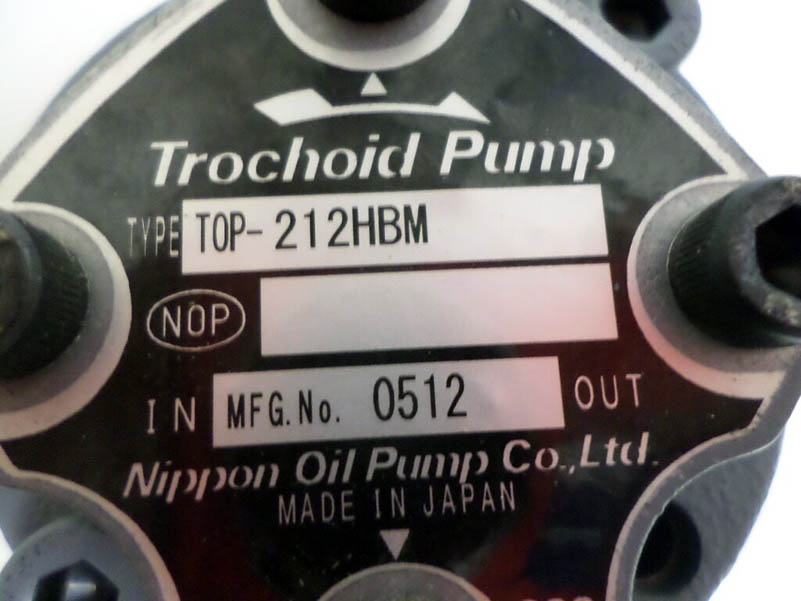 Trochoid Pump
TYPE TOP-212HBM
NOP
IN MFG.No. 0512 OUT
Nippon Oil Pump Co.,Ltd.
MADE IN JAPAN